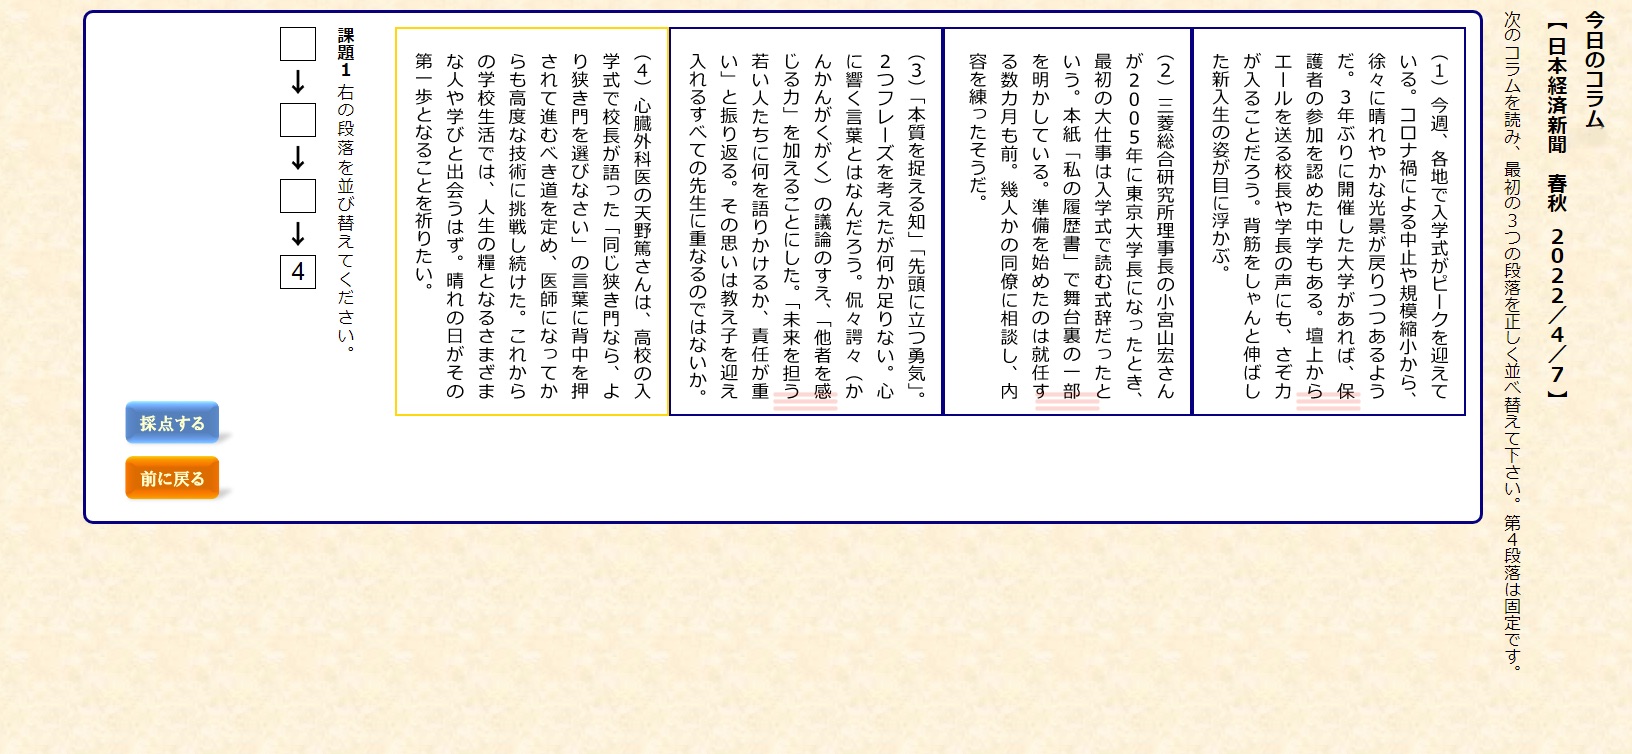 今日のコラム
【 日本経済新聞　春秋　2022／4／7 】
次のコラムを読み、最初の3つの段落を正しく並べ替えて下さい。第4段落は固定です。
（1）今週、各地で入学式がピークを迎えて
いる。コロナ禍による中止や規模縮小から、
徐々に晴れやかな光景が戻りつつあるよう
だ。3年ぶりに開催した大学があれば、保
護者の参加を認めた中学もある。壇上から
エールを送る校長や学長の声にも、さぞ力
が入ることだろう。背筋をしゃんと伸ばし
た新入生の姿が目に浮かぶ。
（2）三菱総合研究所理事長の小宮山宏さん
が2005年に東京大学長になったとき、
最初の大仕事は入学式で読む式辞だったと
いう。本紙「私の履歴書」で舞台裏の一部
を明かしている。準備を始めたのは就任す
る数カ月も前。幾人かの同僚に相談し、内
容を練ったそうだ。
（3）「本質を捉える知」「先頭に立つ勇気」。
2つフレーズを考えたが何か足りない。心
に響く言葉とはなんだろう。侃々諤々（か
んかんがくがく）の議論のすえ、「他者を感
じる力」を加えることにした。「未来を担う
若い人たちに何を語りかけるか、責任が重
い」と振り返る。その思いは教え子を迎え
入れるすべての先生に重なるのではないか。
（4）心臓外科医の天野篤さんは、高校の入
学式で校長が語った「同じ狭き門なら、よ
り狭き門を選びなさい」の言葉に背中を押
されて進むべき道を定め、医師になってか
らも高度な技術に挑戦し続けた。これから
の学校生活では、人生の糧となるさまざま
な人や学びと出会うはず。晴れの日がその
第一歩となることを祈りたい。
課題1 右の段落を並び替えてください。
↓
↓
↓
4
採点する
前に戻る